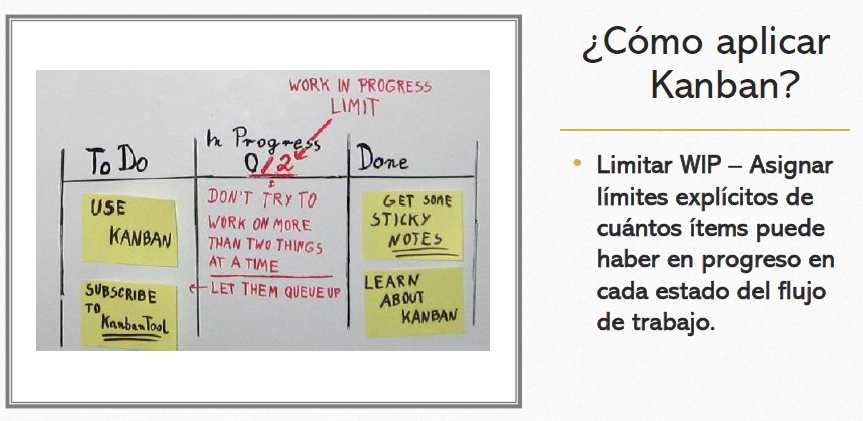 WORK IN PROGRESS
LIMIT
To Do
In Progress
0/2
Done
USE
KANBAN
SUBSCRIBE
TO
KanbanTool
DON'T TRY TO
WORK ON MORE
THAN TWO THINGS
AT A TIME
LET THEM QUEUE UP
GET SOME
STICKY
NOTES
LEARN
ABOUT
KANBAN
¿Cómo aplicar
Kanban?
• Limitar WIP – Asignar
límites explícitos de
cuántos ítems puede
haber en progreso en
cada estado del flujo
de trabajo.